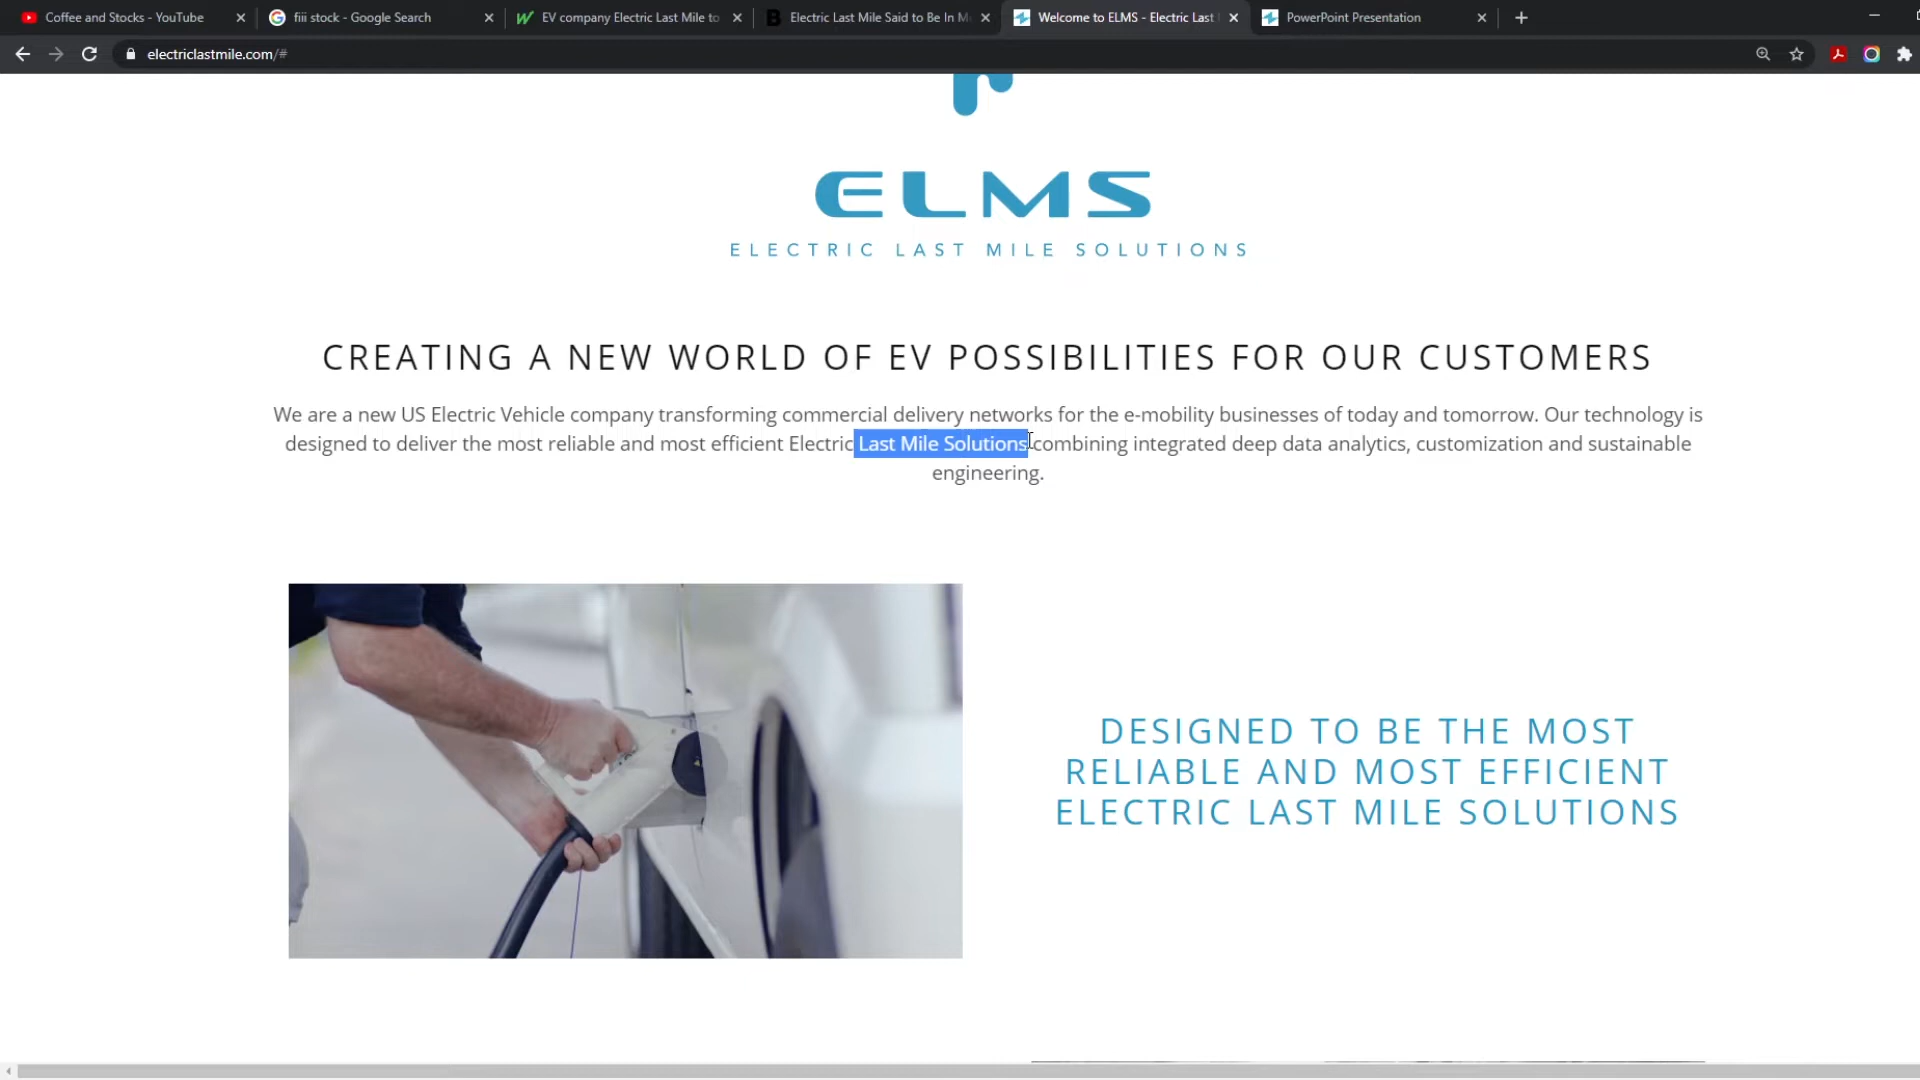 Coffee and Stocks - YouTube
fiii stock - Google Search
EV company Electric Last Mile to
Electric Last Mile Said to Be In M
Welcome to ELMS - Electric Last
PowerPoint Presentation
electriclastmile.com/#
ELMS
ELECTRIC LAST MILE SOLUTIONS
CREATING A NEW WORLD OF EV POSSIBILITIES FOR OUR CUSTOMERS
We are a new US Electric Vehicle company transforming commercial delivery networks for the e-mobility businesses of today and tomorrow. Our technology is
designed to deliver the most reliable and most efficient Electric Last Mile Solutions combining integrated deep data analytics, customization and sustainable
engineering.
DESIGNED TO BE THE MOST
RELIABLE AND MOST EFFICIENT
ELECTRIC LAST MILE SOLUTIONS